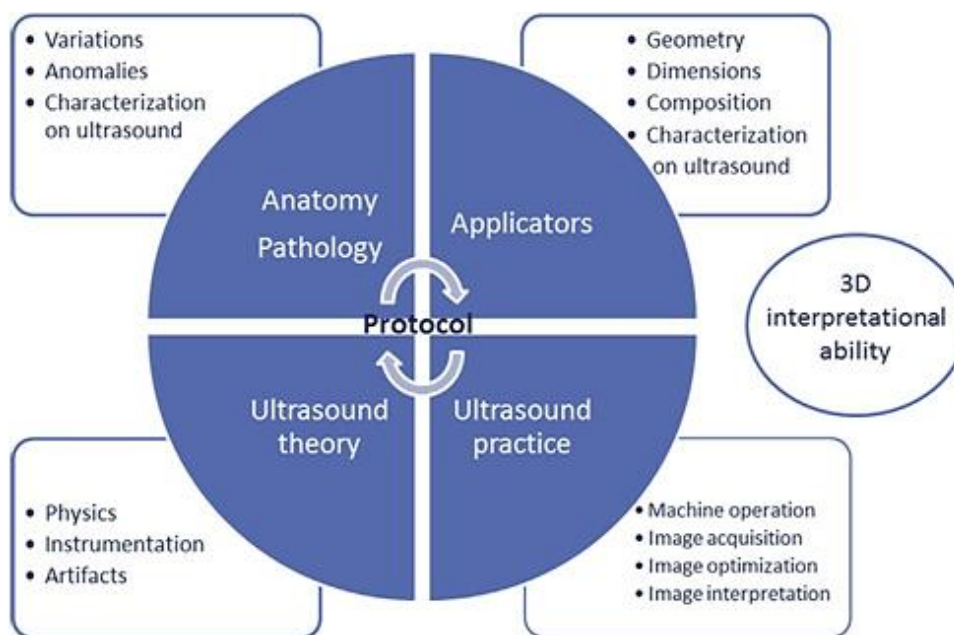 • Variations
• Anomalies
• Characterization
on ultrasound
• Geometry
• Dimensions
• Composition
• Characterization
on ultrasound
Anatomy
Pathology
Applicators
3D
interpretational
ability
Protocol
Ultrasound
theory
Ultrasound
practice
• Physics
• Instrumentation
• Artifacts
• Machine operation
• Image acquisition
• Image optimization
• Image interpretation